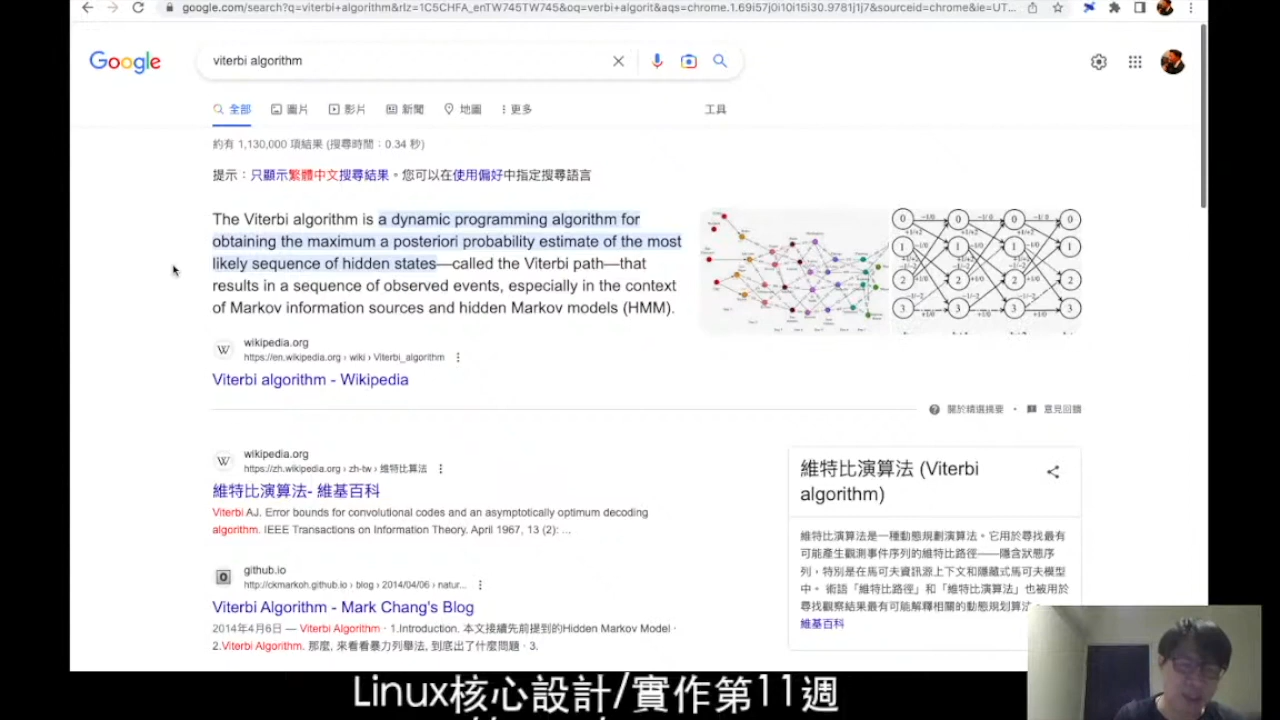 google.com/search?q=viterbi+algorithm&rlz=1C5CHFA_enTW745TW745&oq=verbi+algorit&aqs=chrome.1.69i57j0i10i15i30.9781j1j7&sourceid=chrome&ie=UT...
Google
viterbi algorithm
全部 圖片 影片 新聞 地圖 更多 工具
約有 1,130,000 項結果 (搜尋時間：0.34 秒)
提示：只顯示繁體中文搜尋結果。您可以在使用偏好中指定搜尋語言
The Viterbi algorithm is a dynamic programming algorithm for
obtaining the maximum a posteriori probability estimate of the most
likely sequence of hidden states—called the Viterbi path—that
results in a sequence of observed events, especially in the context
of Markov information sources and hidden Markov models (HMM).
wikipedia.org
https://en.wikipedia.org › wiki › Viterbi_algorithm
Viterbi algorithm - Wikipedia
關於精選摘要 • 意見回饋
wikipedia.org
https://zh.wikipedia.org › zh-tw › 維特比算法
維特比演算法- 維基百科
Viterbi AJ. Error bounds for convolutional codes and an asymptotically optimum decoding
algorithm. IEEE Transactions on Information Theory. April 1967, 13 (2): ...
github.io
http://ckmarkoh.github.io › blog › 2014/04/06 › natur...
Viterbi Algorithm - Mark Chang's Blog
2014年4月6日 — Viterbi Algorithm · 1.Introduction. 本文接續先前提到的Hidden Markov Model ·
2.Viterbi Algorithm. 那麼, 來看看暴力列舉法, 到底出了什麼問題 · 3.
維特比演算法 (Viterbi
algorithm)
維特比演算法是一種動態規劃演算法。它用於尋找最有
可能產生觀測事件序列的維特比路徑——隱含狀態序
列，特別是在馬可夫資訊源上下文和隱藏式馬可夫模型
中。 術語「維特比路徑」和「維特比演算法」也被用於
尋找觀察結果最有可能解釋相關的動態規划算法。
維基百科
Linux核心設計/實作第11週